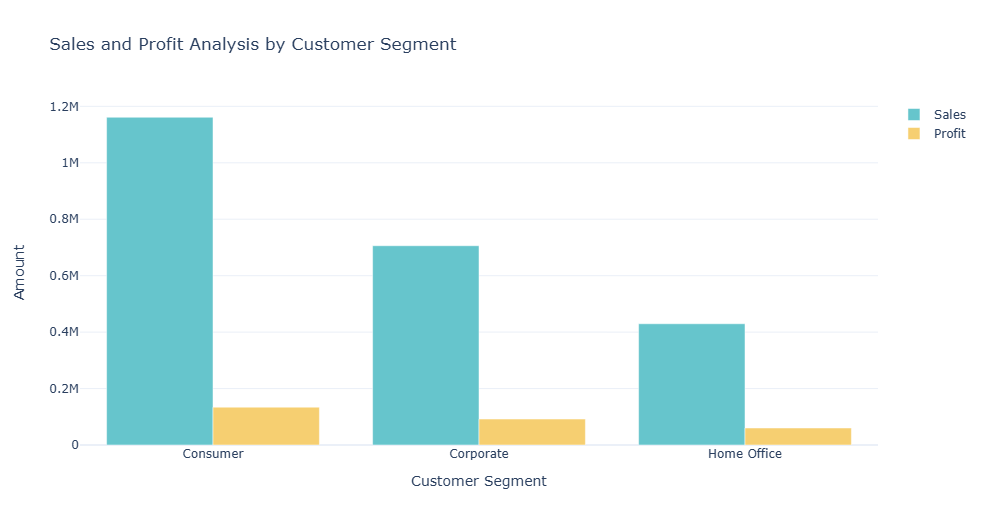 Sales and Profit Analysis by Customer Segment
1.2M
1M
0.8M
0.6M
0.4M
0.2M
0
Amount
Consumer
Corporate
Home Office
Customer Segment
Sales
Profit